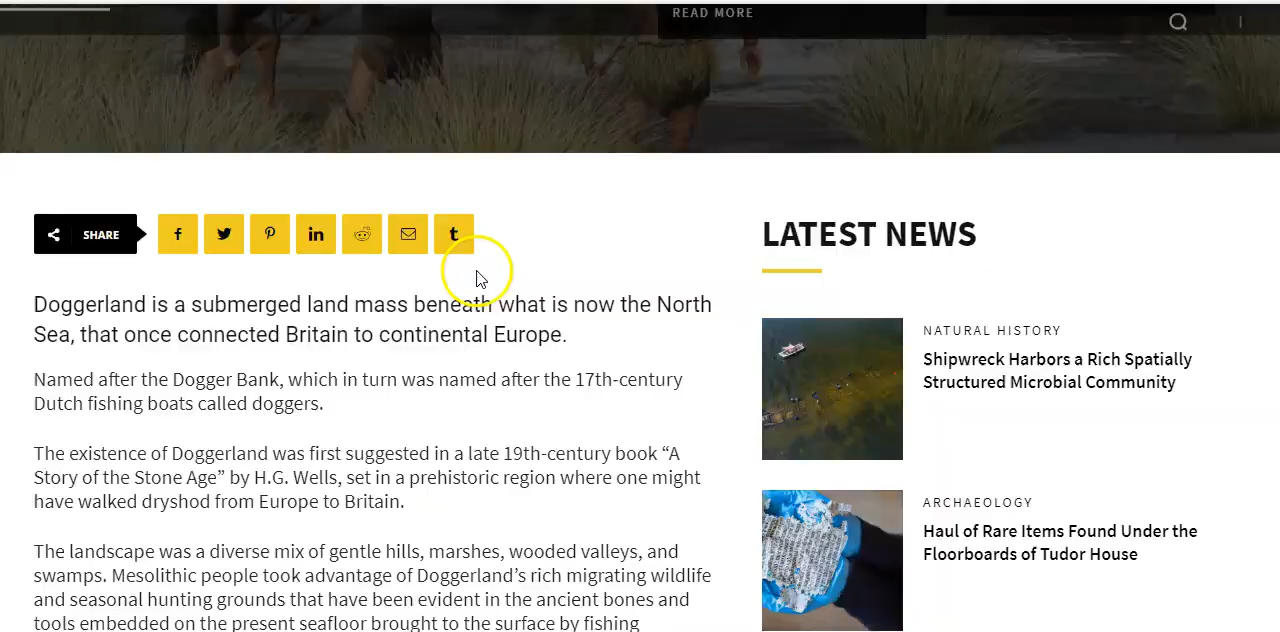 READ MORE
SHARE
Doggerland is a submerged land mass beneath what is now the North
Sea, that once connected Britain to continental Europe.
Named after the Dogger Bank, which in turn was named after the 17th-century
Dutch fishing boats called doggers.
The existence of Doggerland was first suggested in a late 19th-century book “A
Story of the Stone Age” by H.G. Wells, set in a prehistoric region where one might
have walked dryshod from Europe to Britain.
The landscape was a diverse mix of gentle hills, marshes, wooded valleys, and
swamps. Mesolithic people took advantage of Doggerland’s rich migrating wildlife
and seasonal hunting grounds that have been evident in the ancient bones and
tools embedded on the present seafloor brought to the surface by fishing
LATEST NEWS
NATURAL HISTORY
Shipwreck Harbors a Rich Spatially
Structured Microbial Community
ARCHAEOLOGY
Haul of Rare Items Found Under the
Floorboards of Tudor House